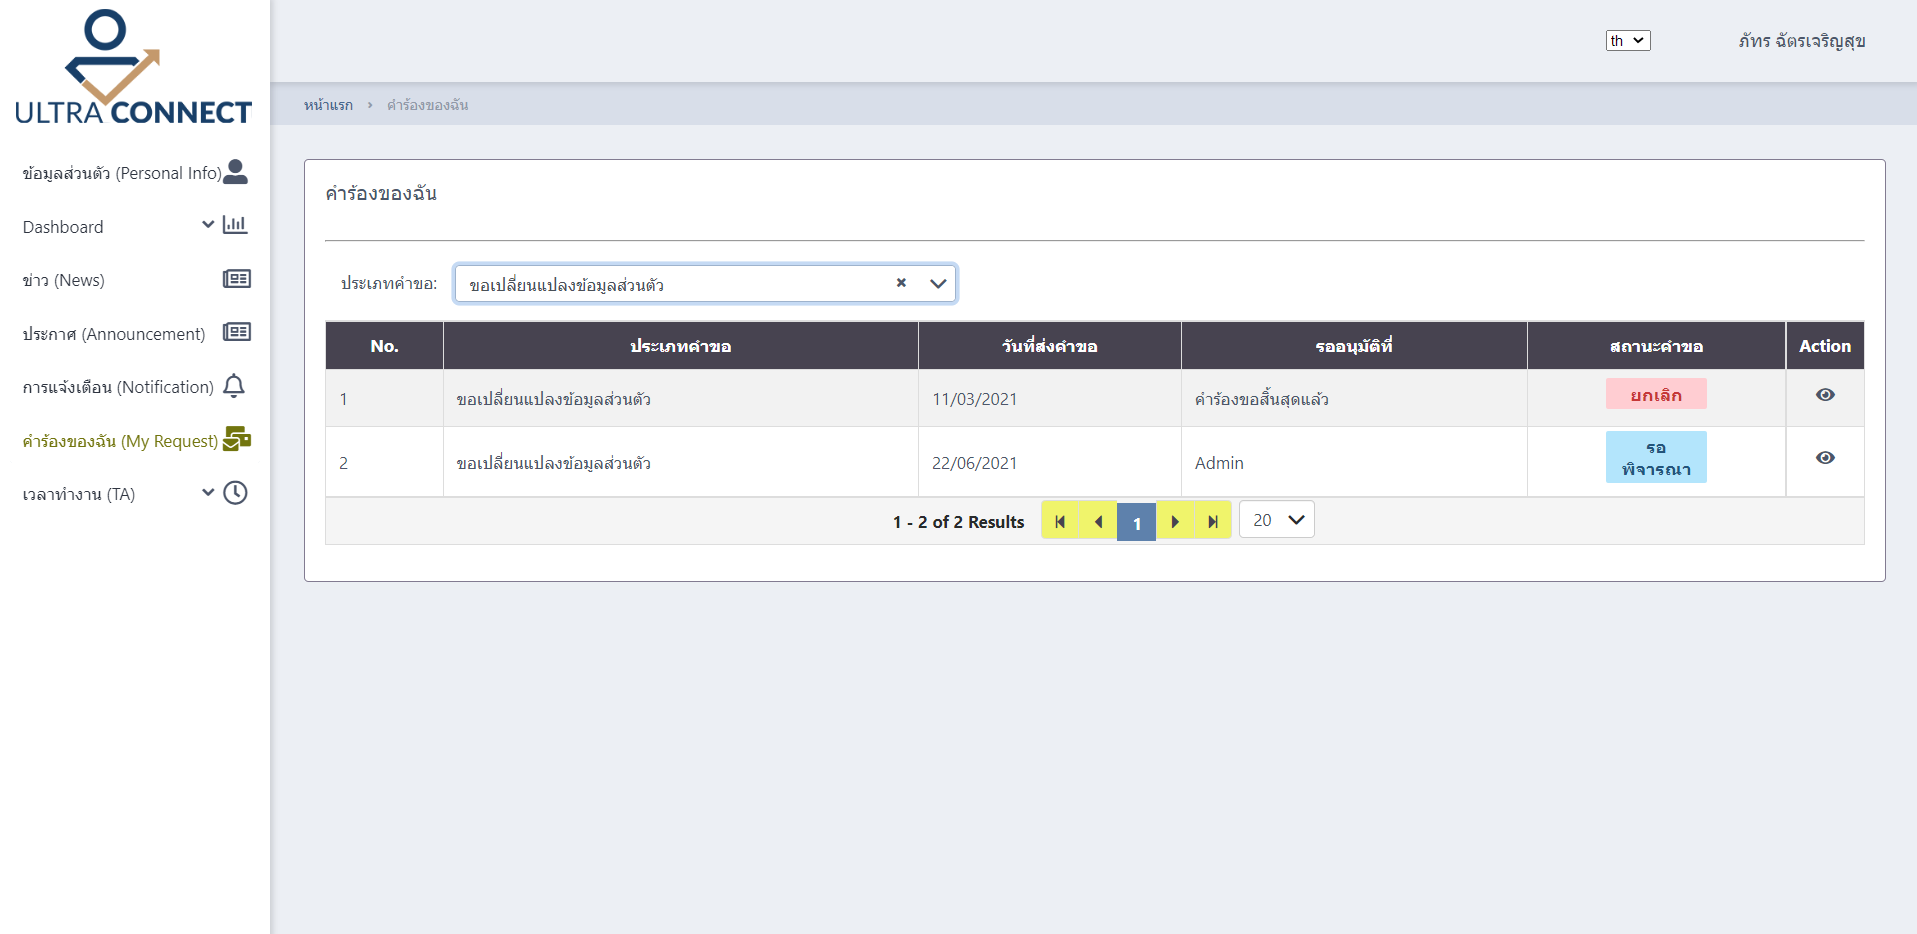 ULTRA CONNECT
th
ภัทร ฉัตรเจริญสุข
หน้าแรก › คำร้องของฉัน
ข้อมูลส่วนตัว (Personal Info)
Dashboard
ข่าว (News)
ประกาศ (Announcement)
การแจ้งเตือน (Notification)
คำร้องของฉัน (My Request)
เวลาทำงาน (TA)
คำร้องของฉัน
ประเภทคำขอ: ขอเปลี่ยนแปลงข้อมูลส่วนตัว
No. ประเภทคำขอ วันที่ส่งคำขอ รออนุมัติที่ สถานะคำขอ Action
1 ขอเปลี่ยนแปลงข้อมูลส่วนตัว 11/03/2021 คำร้องขอสิ้นสุดแล้ว ยกเลิก
2 ขอเปลี่ยนแปลงข้อมูลส่วนตัว 22/06/2021 Admin รอ
พิจารณา
1 - 2 of 2 Results 1 20